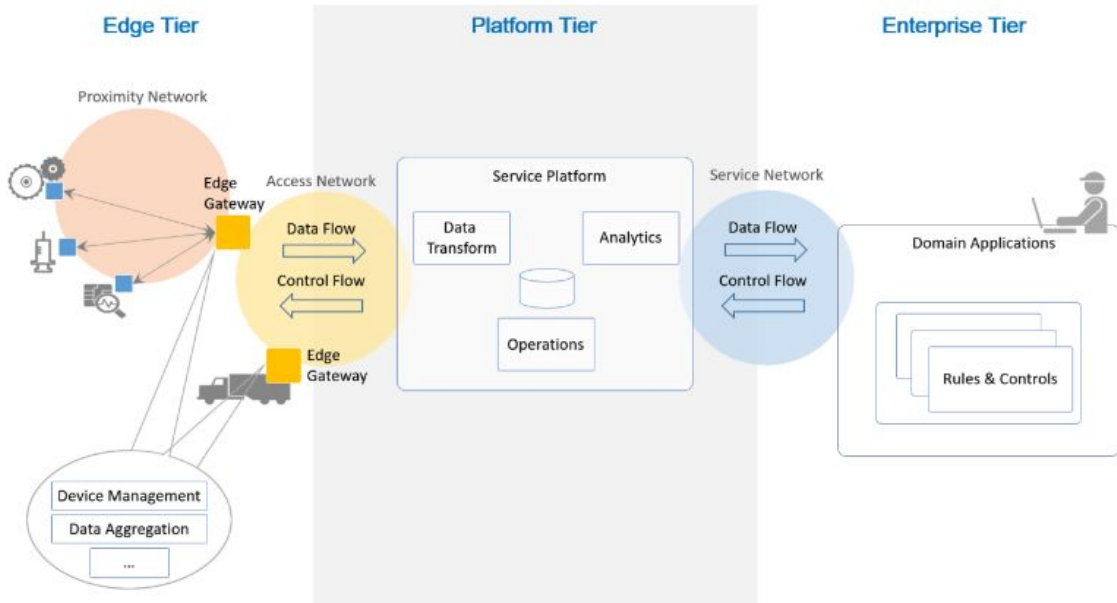 Edge Tier
Platform Tier
Enterprise Tier
Proximity Network
Edge
Gateway
Access Network
Data Flow
Control Flow
Edge
Gateway
Device Management
Data Aggregation
...
Service Platform
Data
Transform
Analytics
Operations
Service Network
Data Flow
Control Flow
Domain Applications
Rules & Controls